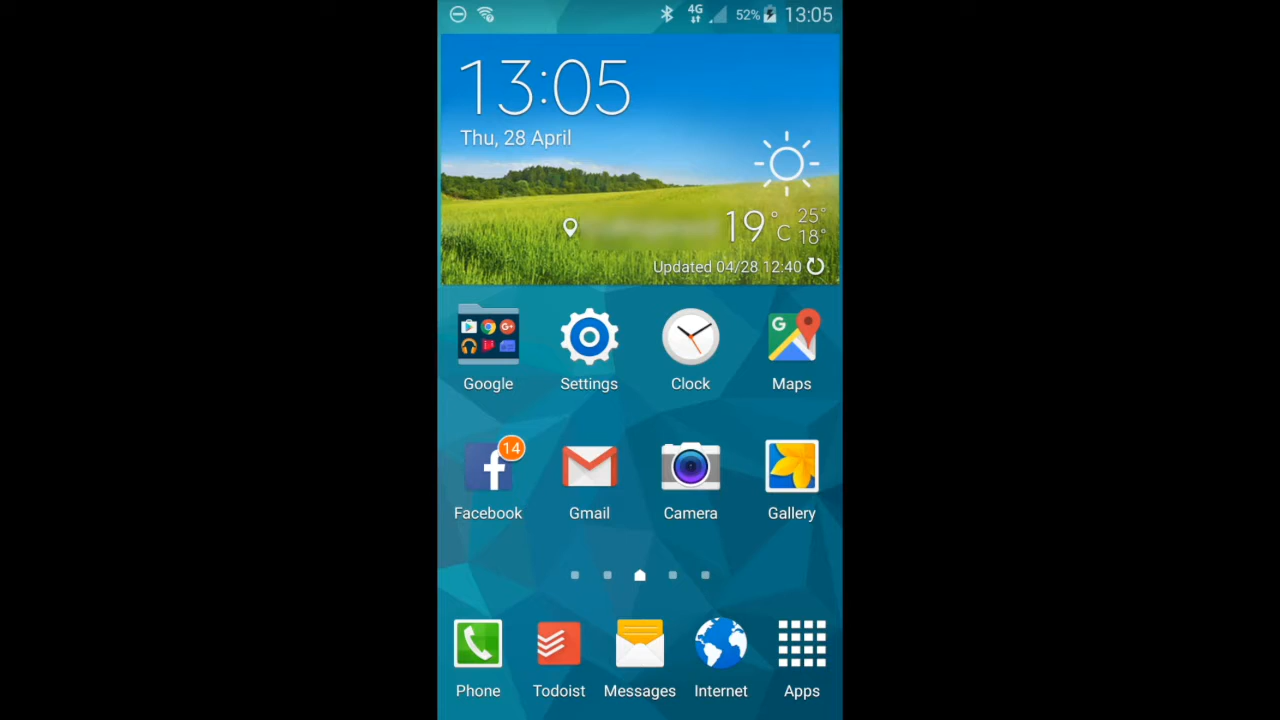 4G 52% 13:05
13:05
Thu, 28 April
19°C 25° 18°
Updated 04/28 12:40
Google Settings Clock Maps
14
Facebook Gmail Camera Gallery
Phone Todoist Messages Internet Apps